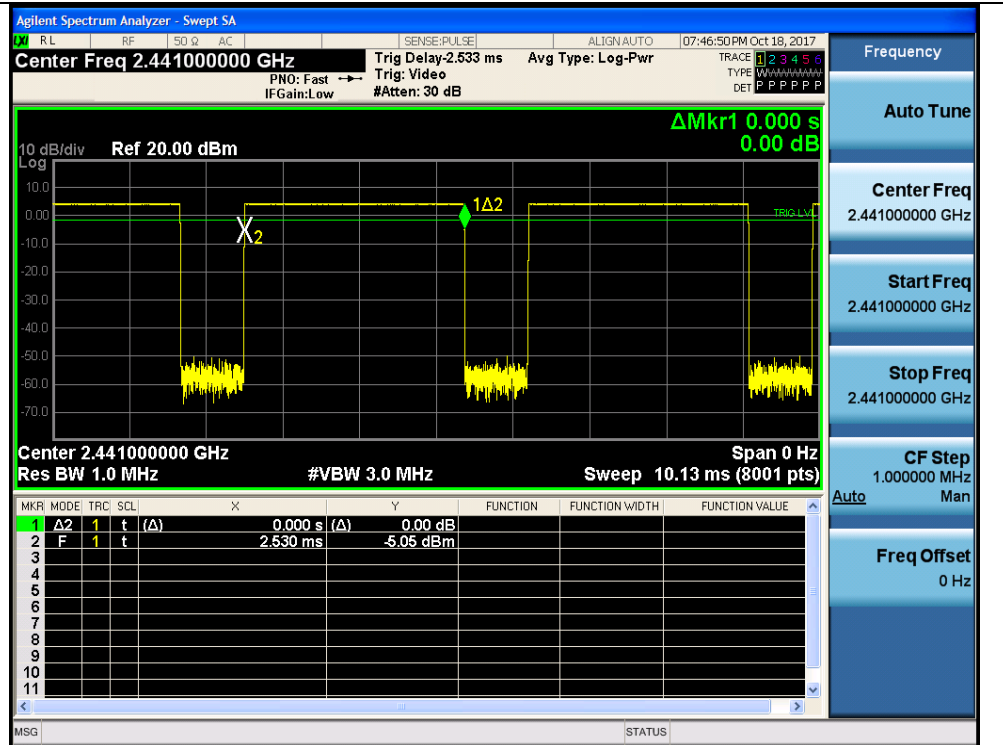 Agilent Spectrum Analyzer - Swept SA
LXI RL RF 50 Ω AC SENSE:PULSE ALIGNAUTO 07:46:50 PM Oct 18, 2017
Center Freq 2.441000000 GHz
PNO: Fast
IFGain:Low
Trig Delay-2.533 ms
Trig: Video
#Atten: 30 dB
Avg Type: Log-Pwr
TRACE 1 2 3 4 5 6
TYPE
DET P P P P P P
ΔMkr1 0.000 s
0.00 dB
10 dB/div Ref 20.00 dBm
Log
10.0
0.00
-10.0
-20.0
-30.0
-40.0
-50.0
-60.0
-70.0
1Δ2
X2
TRIG LVL
Center 2.441000000 GHz Span 0 Hz
Res BW 1.0 MHz #VBW 3.0 MHz Sweep 10.13 ms (8001 pts)
MKR MODE TRC SCL X Y FUNCTION FUNCTION WIDTH FUNCTION VALUE
1 Δ2 1 t (Δ) 0.000 s (Δ) 0.00 dB
2 F 1 t 2.530 ms -5.05 dBm
3
4
5
6
7
8
9
10
11
MSG STATUS
Frequency
Auto Tune
Center Freq
2.441000000 GHz
Start Freq
2.441000000 GHz
Stop Freq
2.441000000 GHz
CF Step
1.000000 MHz
Auto Man
Freq Offset
0 Hz